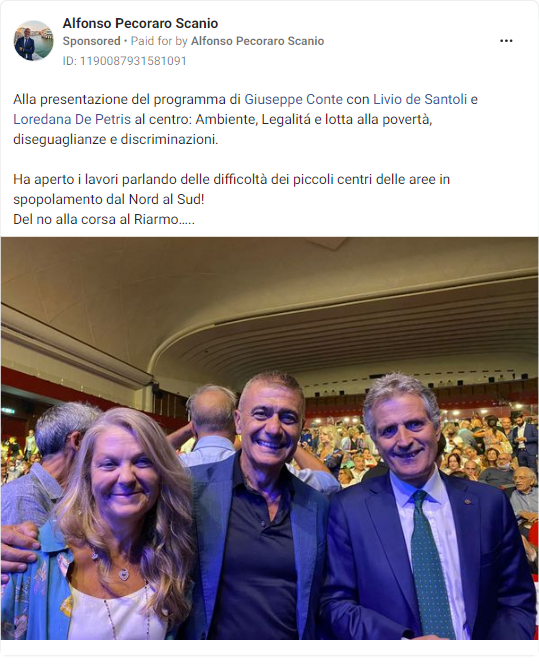 Alfonso Pecoraro Scanio
Sponsored • Paid for by Alfonso Pecoraro Scanio
ID: 1190087931581091
Alla presentazione del programma di Giuseppe Conte con Livio de Santoli e
Loredana De Petris al centro: Ambiente, Legalitá e lotta alla povertà,
diseguaglianze e discriminazioni.
Ha aperto i lavori parlando delle difficoltà dei piccoli centri delle aree in
spopolamento dal Nord al Sud!
Del no alla corsa al Riarmo…..